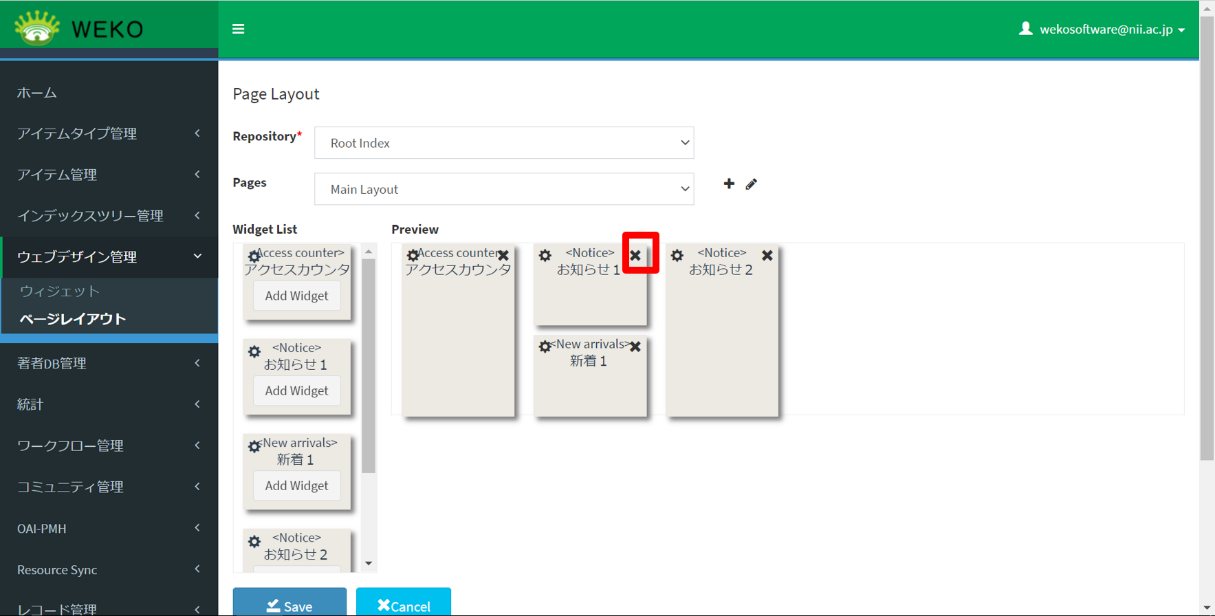 WEKO
wekosoftware@nii.ac.jp
ホーム
アイテムタイプ管理
アイテム管理
インデックスツリー管理
ウェブデザイン管理
ウィジェット
ページレイアウト
著者DB管理
統計
ワークフロー管理
コミュニティ管理
OAI-PMH
Resource Sync
レコード管理
Page Layout
Repository*
Root Index
Pages
Main Layout
Widget List
Access counter>
アクセスカウンタ
Add Widget
<Notice>
お知らせ１
Add Widget
<New arrivals>
新着１
Add Widget
<Notice>
お知らせ２
Preview
Access counter
アクセスカウンタ
<Notice>
お知らせ１
<New arrivals>
新着１
<Notice>
お知らせ２
Save
Cancel